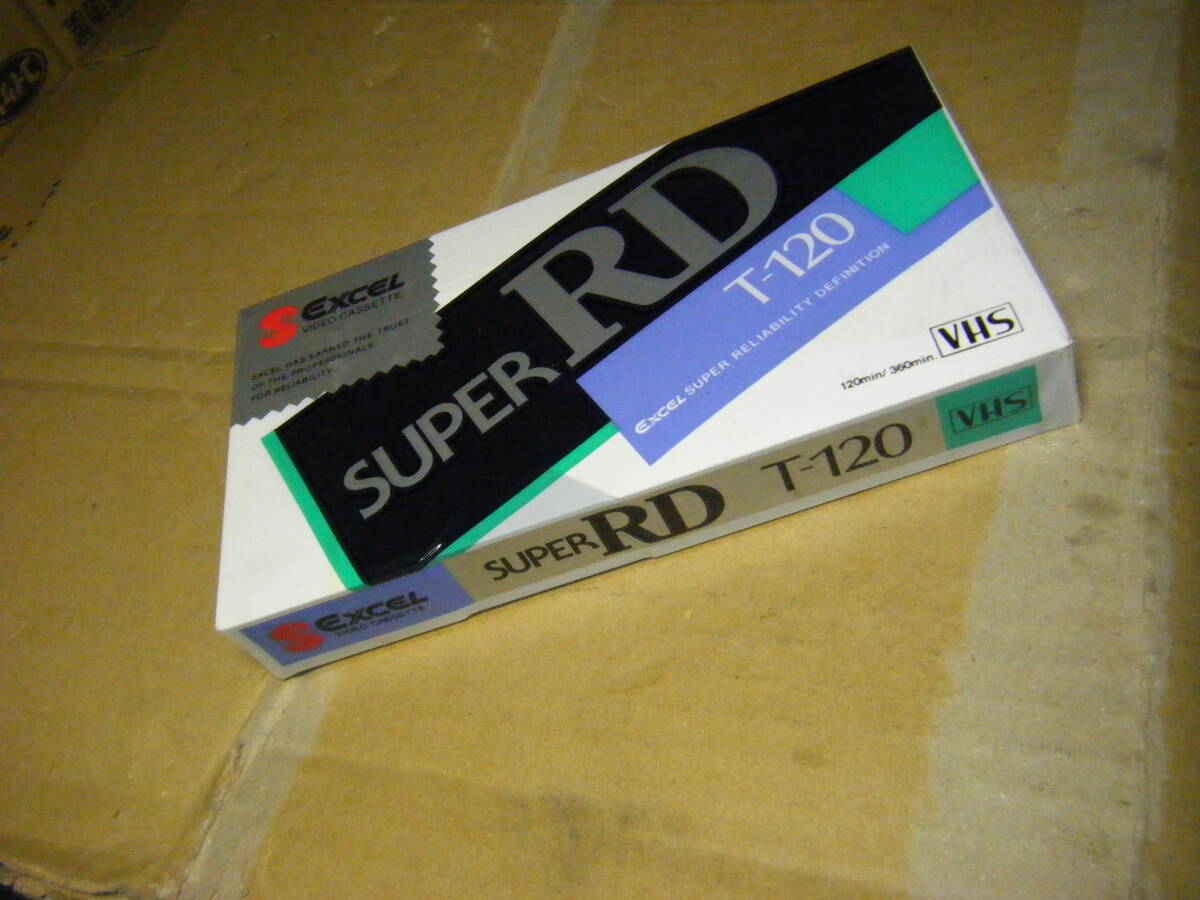 S EXCEL
VIDEO CASSETTE
EXCEL HAS EARNED THE TRUST
OF THE PROFESSIONALS
FOR RELIABILITY.
SUPER RD
T-120
EXCEL SUPER RELIABILITY DEFINITION
120min/360min.
VHS
S EXCEL
VIDEO CASSETTE
SUPER RD T-120
VHS